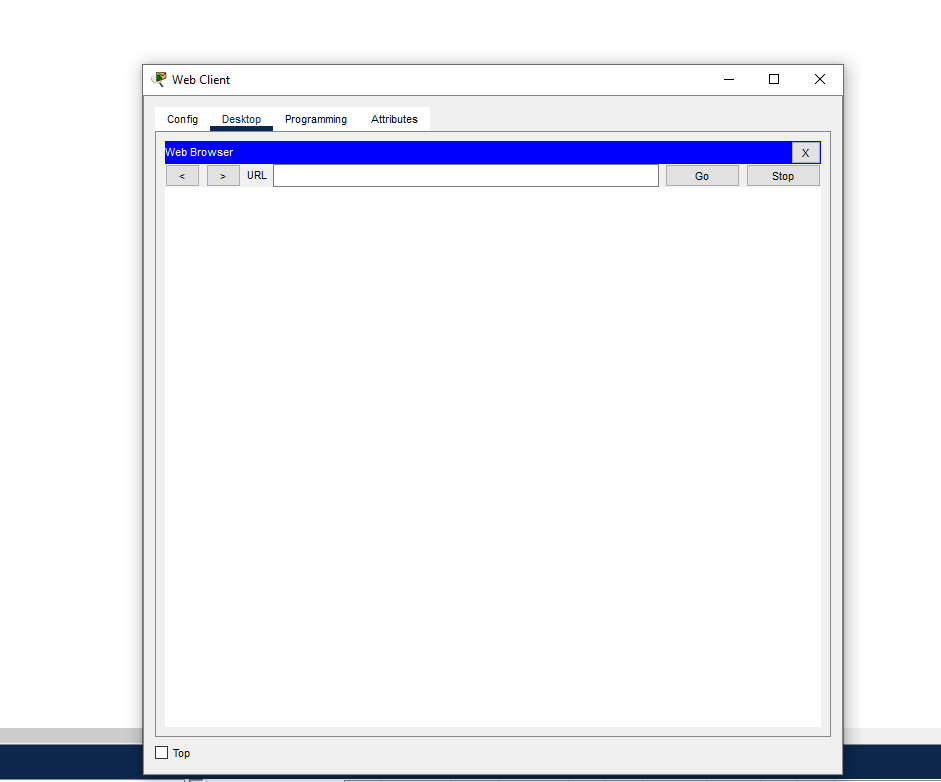 Web Client
Config Desktop Programming Attributes
Web Browser X
< > URL Go Stop
Top